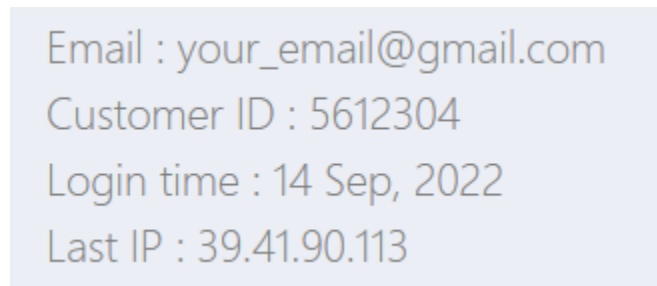 Email : your_email@gmail.com
Customer ID : 5612304
Login time : 14 Sep, 2022
Last IP : 39.41.90.113